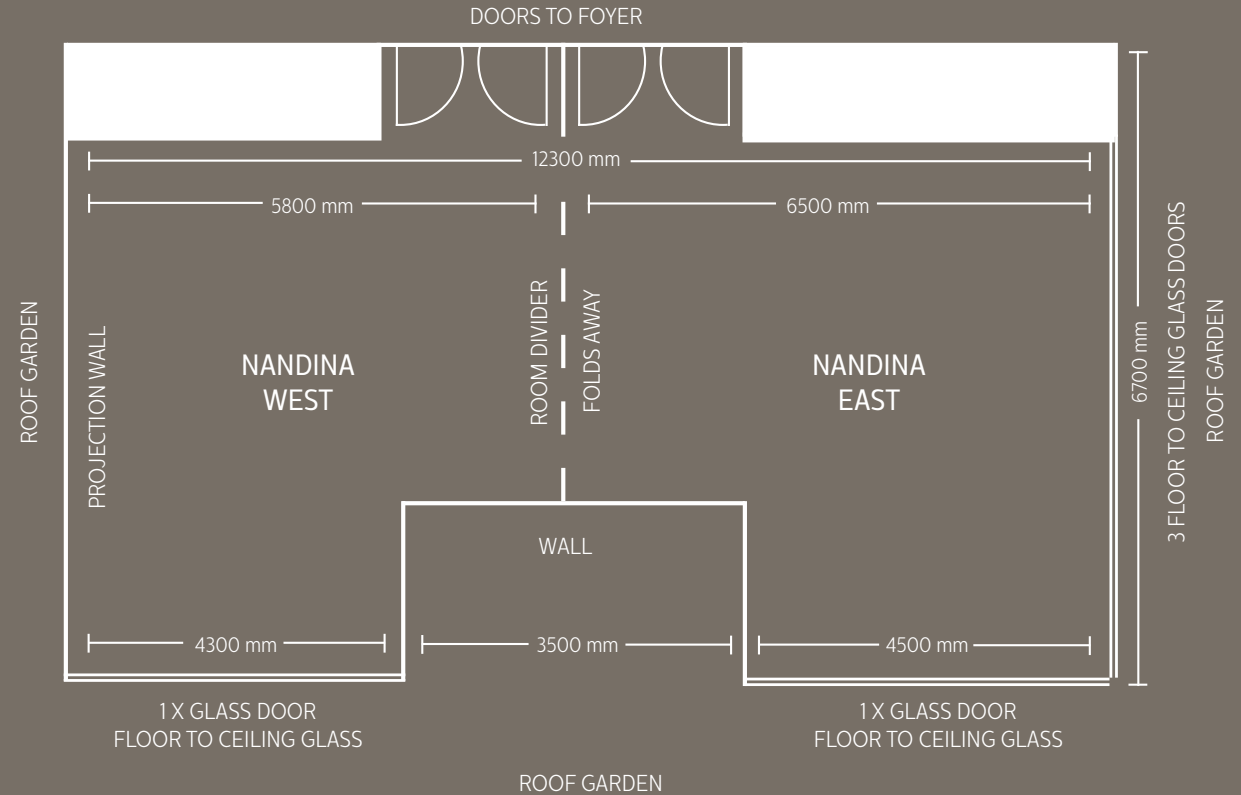 DOORS TO FOYER
12300 mm
5800 mm
6500 mm
ROOF GARDEN
PROJECTION WALL
NANDINA
WEST
ROOM DIVIDER
FOLDS AWAY
NANDINA
EAST
6700 mm
3 FLOOR TO CEILING GLASS DOORS
ROOF GARDEN
WALL
4300 mm
3500 mm
4500 mm
1 X GLASS DOOR
FLOOR TO CEILING GLASS
1 X GLASS DOOR
FLOOR TO CEILING GLASS
ROOF GARDEN